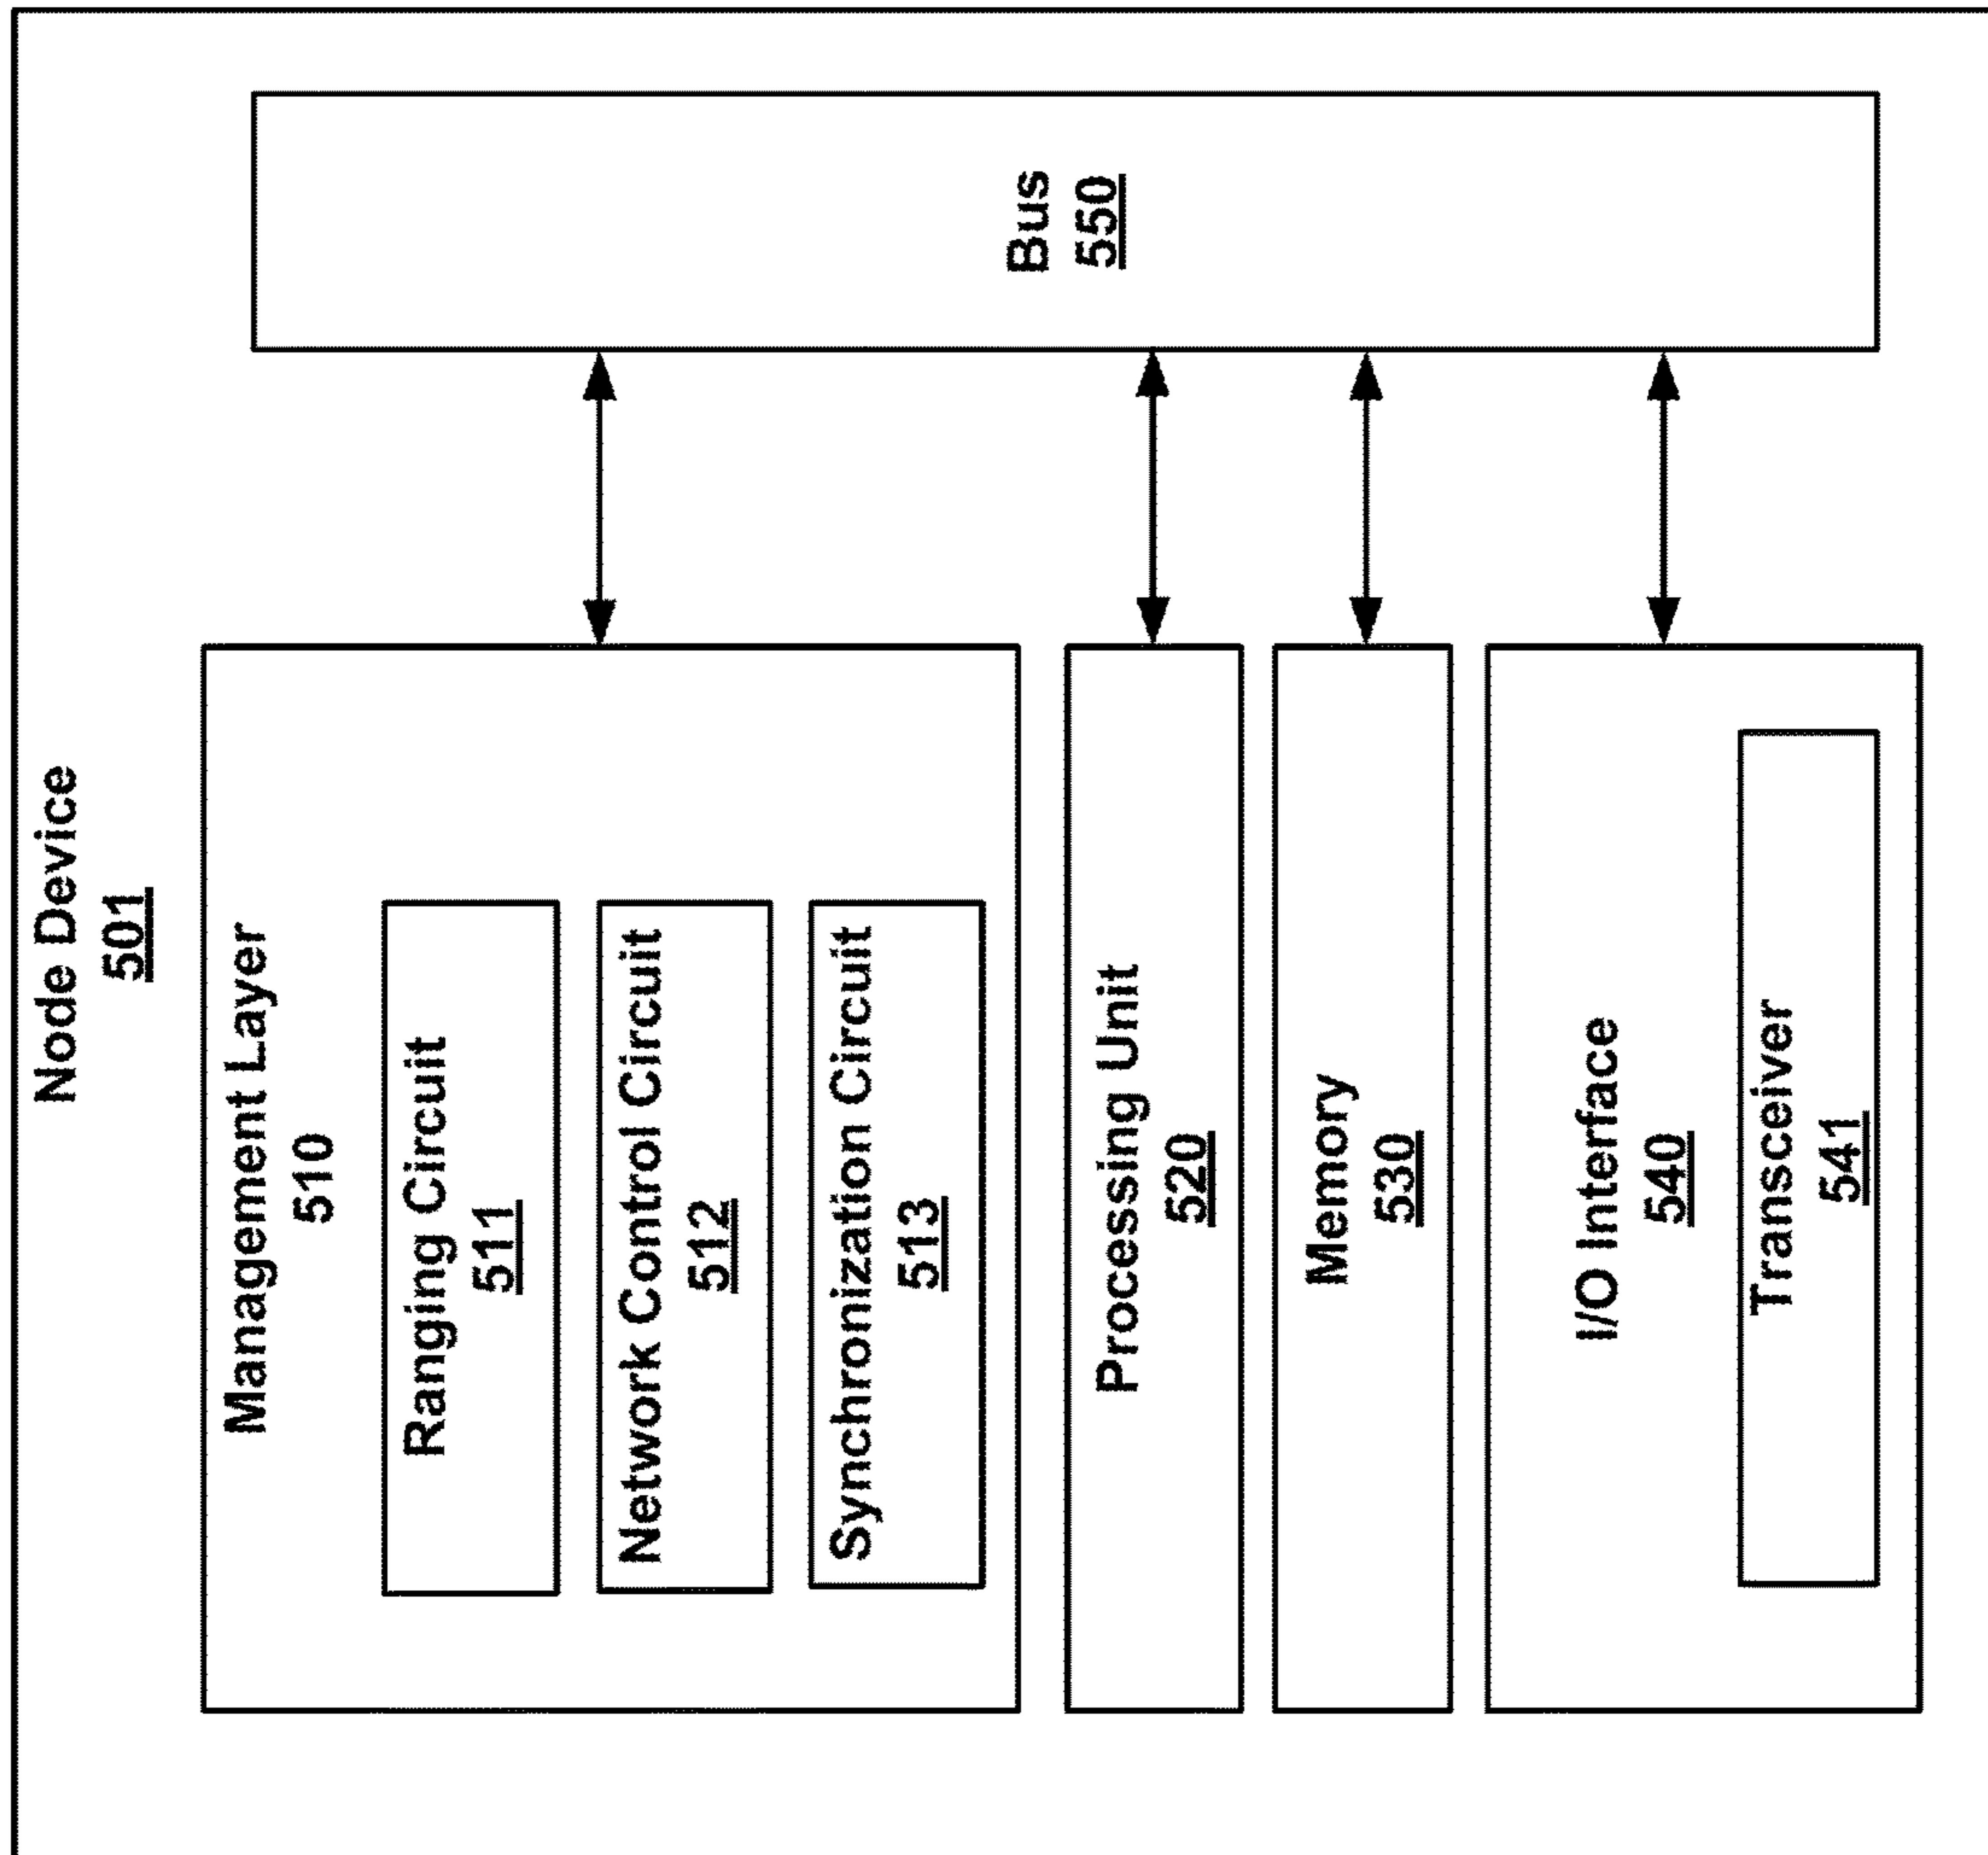 Node Device
501
Management Layer
510
Ranging Circuit
511
Network Control Circuit
512
Synchronization Circuit
513
Processing Unit
520
Memory
530
I/O Interface
540
Transceiver
541
Bus
550